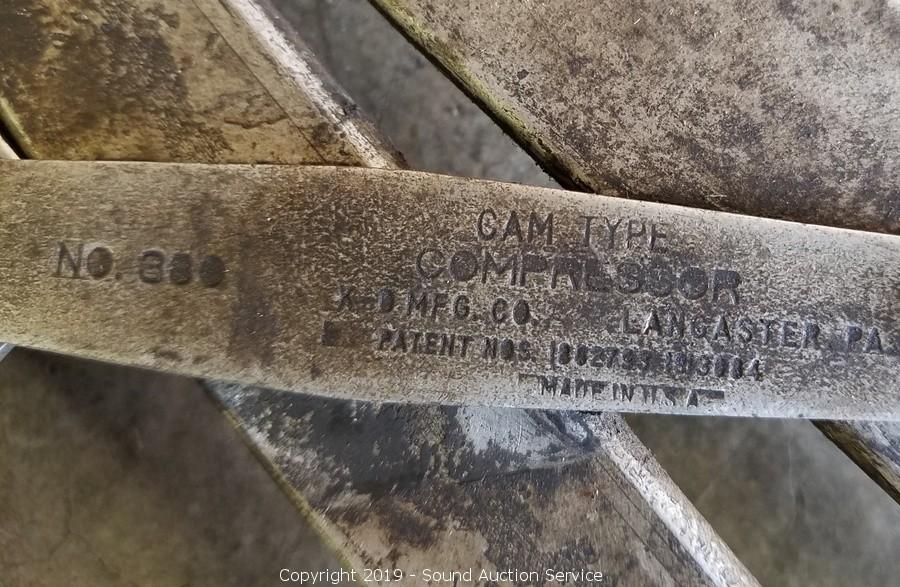 NO. 380
CAM TYPE
COMPRESSOR
K-D MFG. CO. LANCASTER, PA.
PATENT NOS.
MADE IN U.S.A.
Copyright 2019 - Sound Auction Service